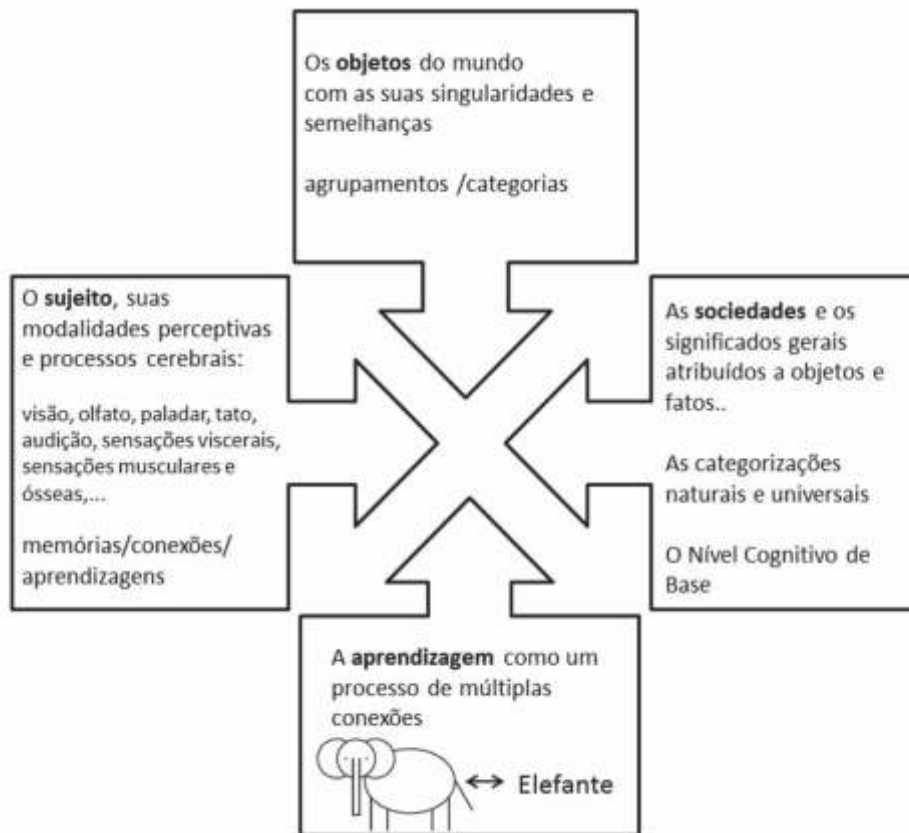 Os objetos do mundo
com as suas singularidades e
semelhanças
agrupamentos /categorias
O sujeito, suas
modalidades perceptivas
e processos cerebrais:
visão, olfato, paladar, tato,
audição, sensações viscerais,
sensações musculares e
ósseas,...
memórias/conexões/
aprendizagens
As sociedades e os
significados gerais
atribuídos a objetos e
fatos..
As categorizações
naturais e universais
O Nível Cognitivo de
Base
A aprendizagem como um
processo de múltiplas
conexões
Elefante